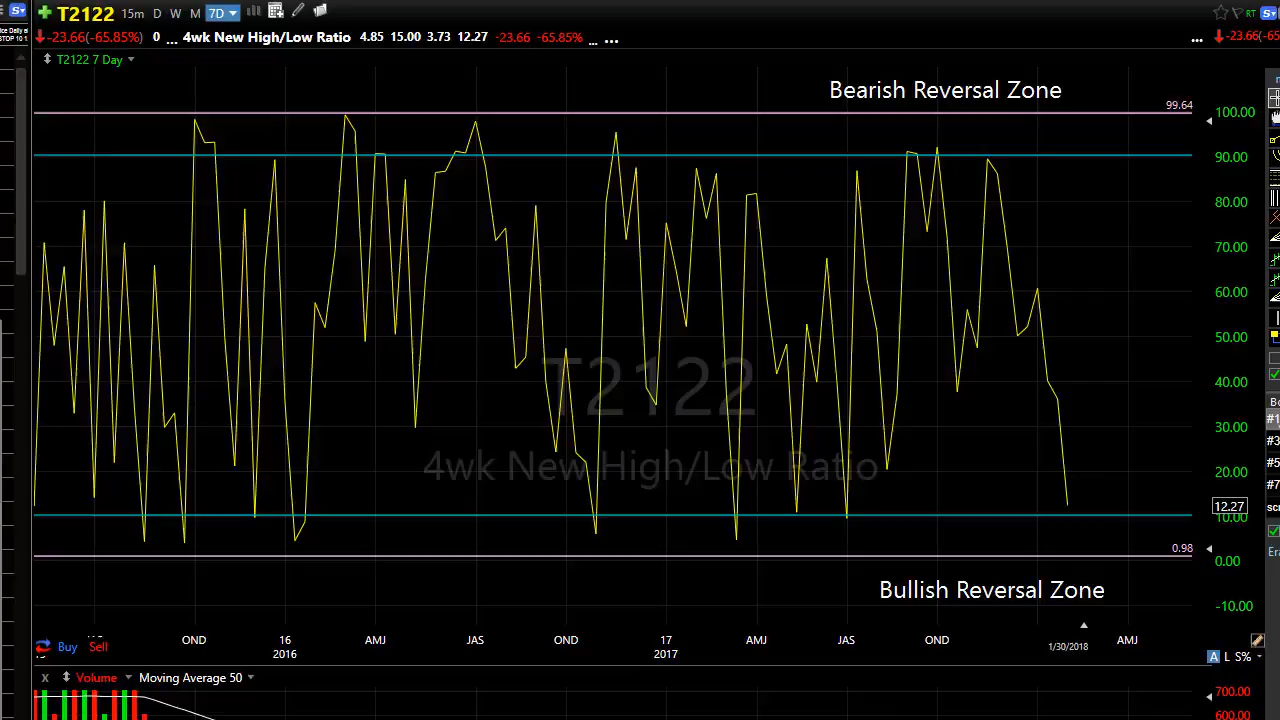 T2122 15m D W M 7D RT
-23.66(-65.85%) 0 ... 4wk New High/Low Ratio 4.85 15.00 3.73 12.27 -23.66 -65.85% ... ...
T2122 7 Day
Bearish Reversal Zone
99.64
100.00
90.00
80.00
70.00
60.00
50.00
40.00
30.00
20.00
12.27
10.00
0.98
0.00
-10.00
T2122
4wk New High/Low Ratio
Bullish Reversal Zone
Buy Sell
OND 16 AMJ JAS OND 17 AMJ JAS OND AMJ
2016 2017 1/30/2018
A L S%
X Volume Moving Average 50
700.00
600.00